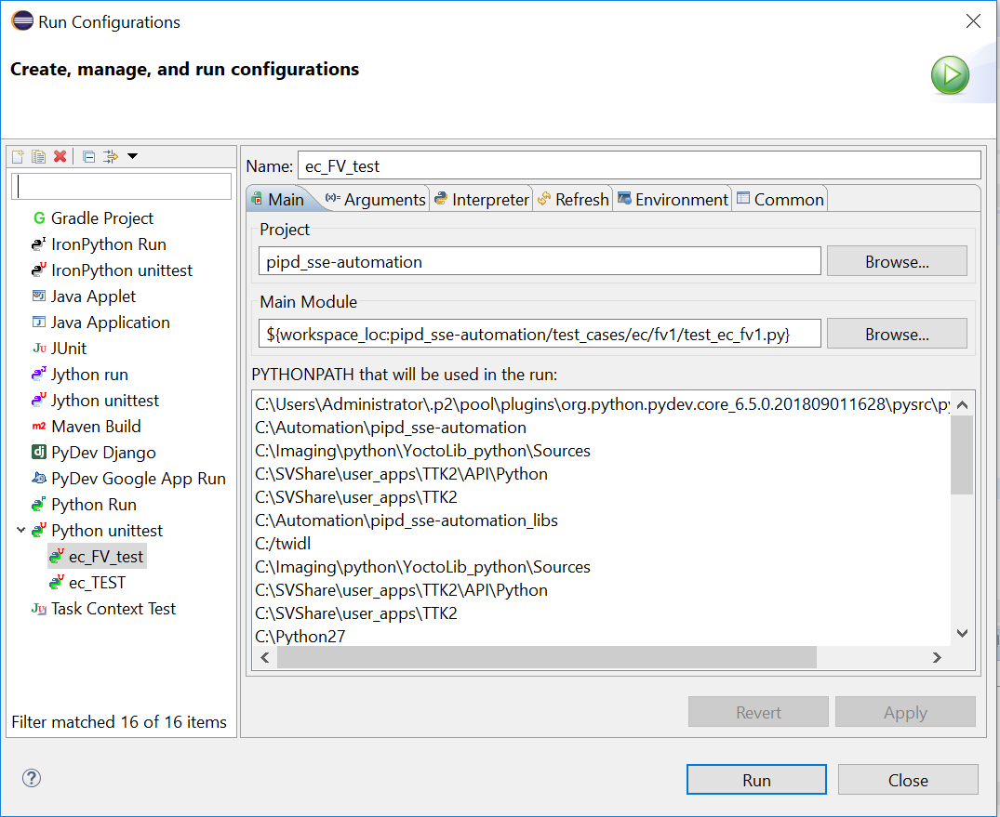 Run Configurations
Create, manage, and run configurations
Name: ec_FV_test
Main (x)= Arguments Interpreter Refresh Environment Common
Gradle Project
IronPython Run
IronPython unittest
Java Applet
Java Application
JUnit
Jython run
Jython unittest
Maven Build
PyDev Django
PyDev Google App Run
Python Run
Python unittest
ec_FV_test
ec_TEST
Task Context Test
Filter matched 16 of 16 items
Project
pipd_sse-automation Browse...
Main Module
${workspace_loc:pipd_sse-automation/test_cases/ec/fv1/test_ec_fv1.py} Browse...
PYTHONPATH that will be used in the run:
C:\Users\Administrator\.p2\pool\plugins\org.python.pydev.core_6.5.0.201809011628\pysrc\py
C:\Automation\pipd_sse-automation
C:\Imaging\python\YoctoLib_python\Sources
C:\SVShare\user_apps\TTK2\API\Python
C:\SVShare\user_apps\TTK2
C:\Automation\pipd_sse-automation_libs
C:/twidl
C:\Imaging\python\YoctoLib_python\Sources
C:\SVShare\user_apps\TTK2\API\Python
C:\SVShare\user_apps\TTK2
C:\Python27
Revert Apply
Run Close